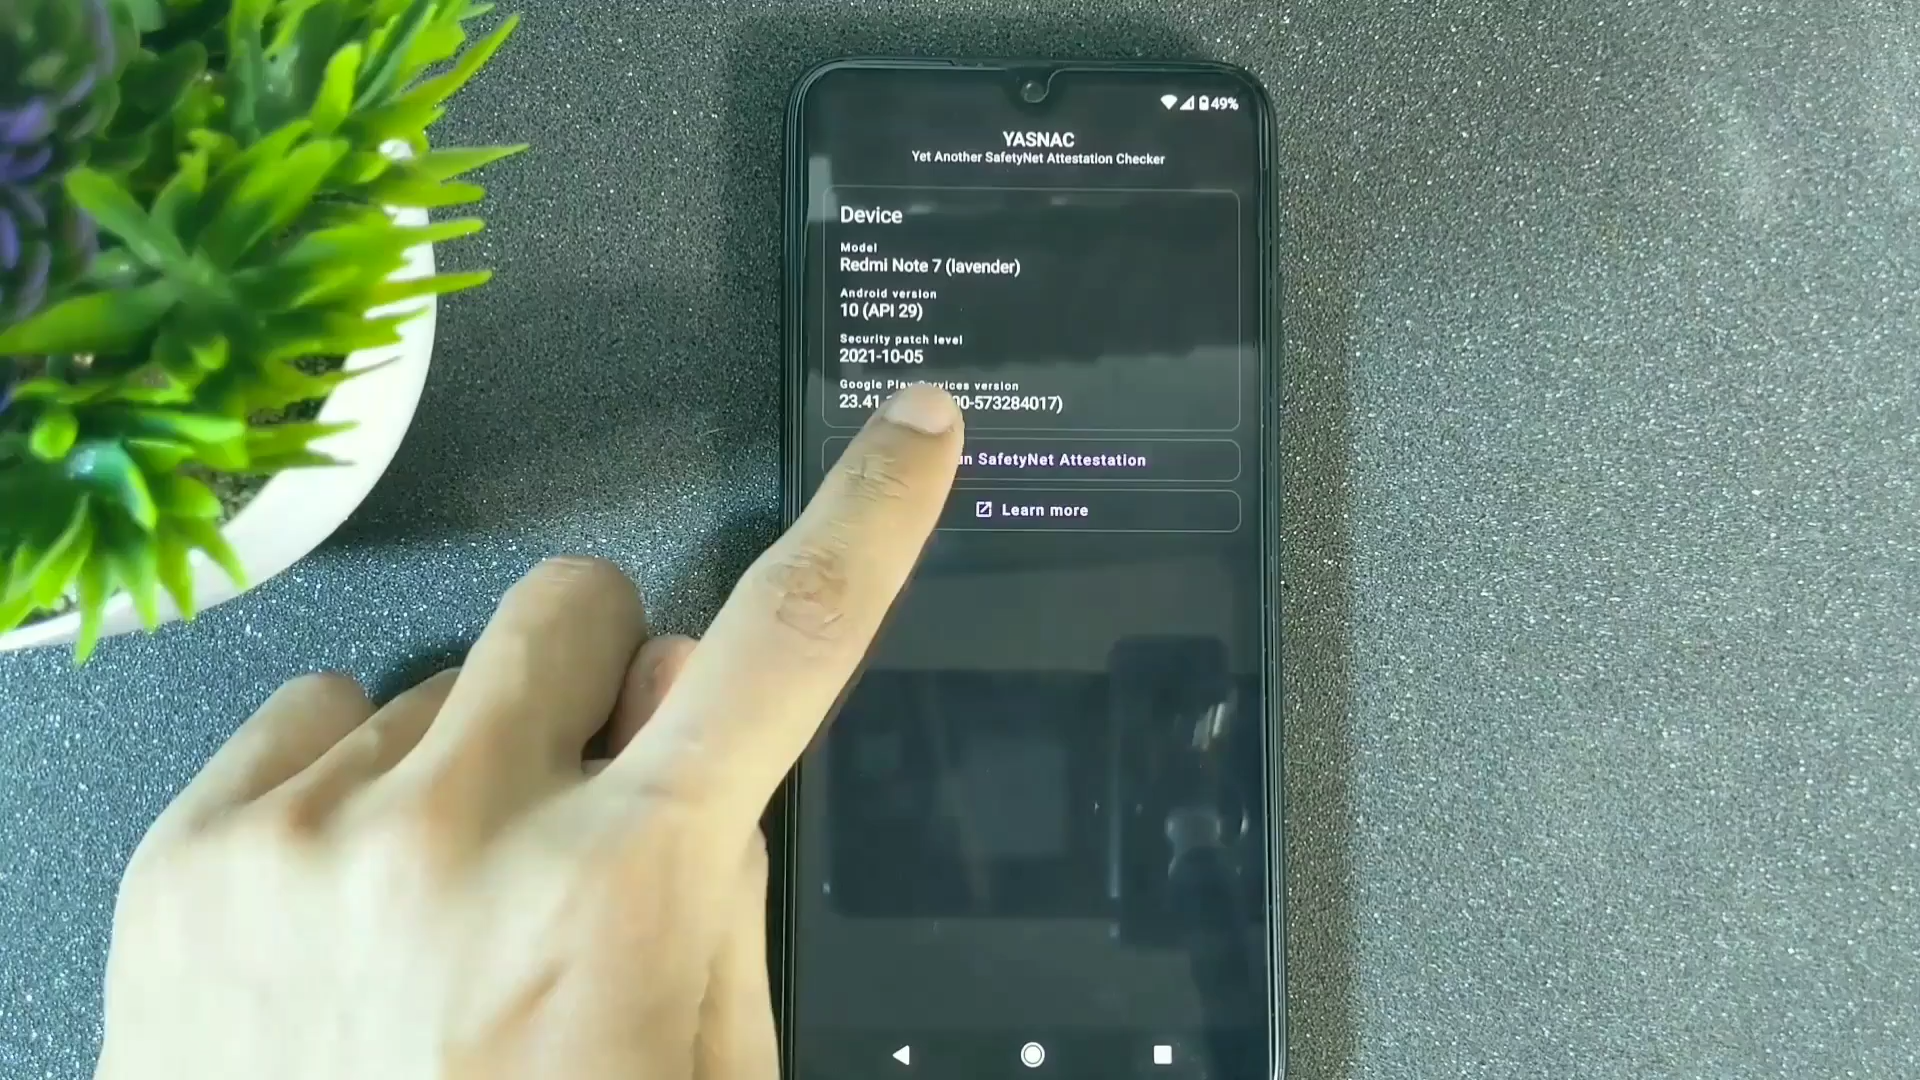 49%
YASNAC
Yet Another SafetyNet Attestation Checker
Device
Model
Redmi Note 7 (lavender)
Android version
10 (API 29)
Security patch level
2021-10-05
Google Play Services version
23.41 00-573284017)
SafetyNet Attestation
Learn more